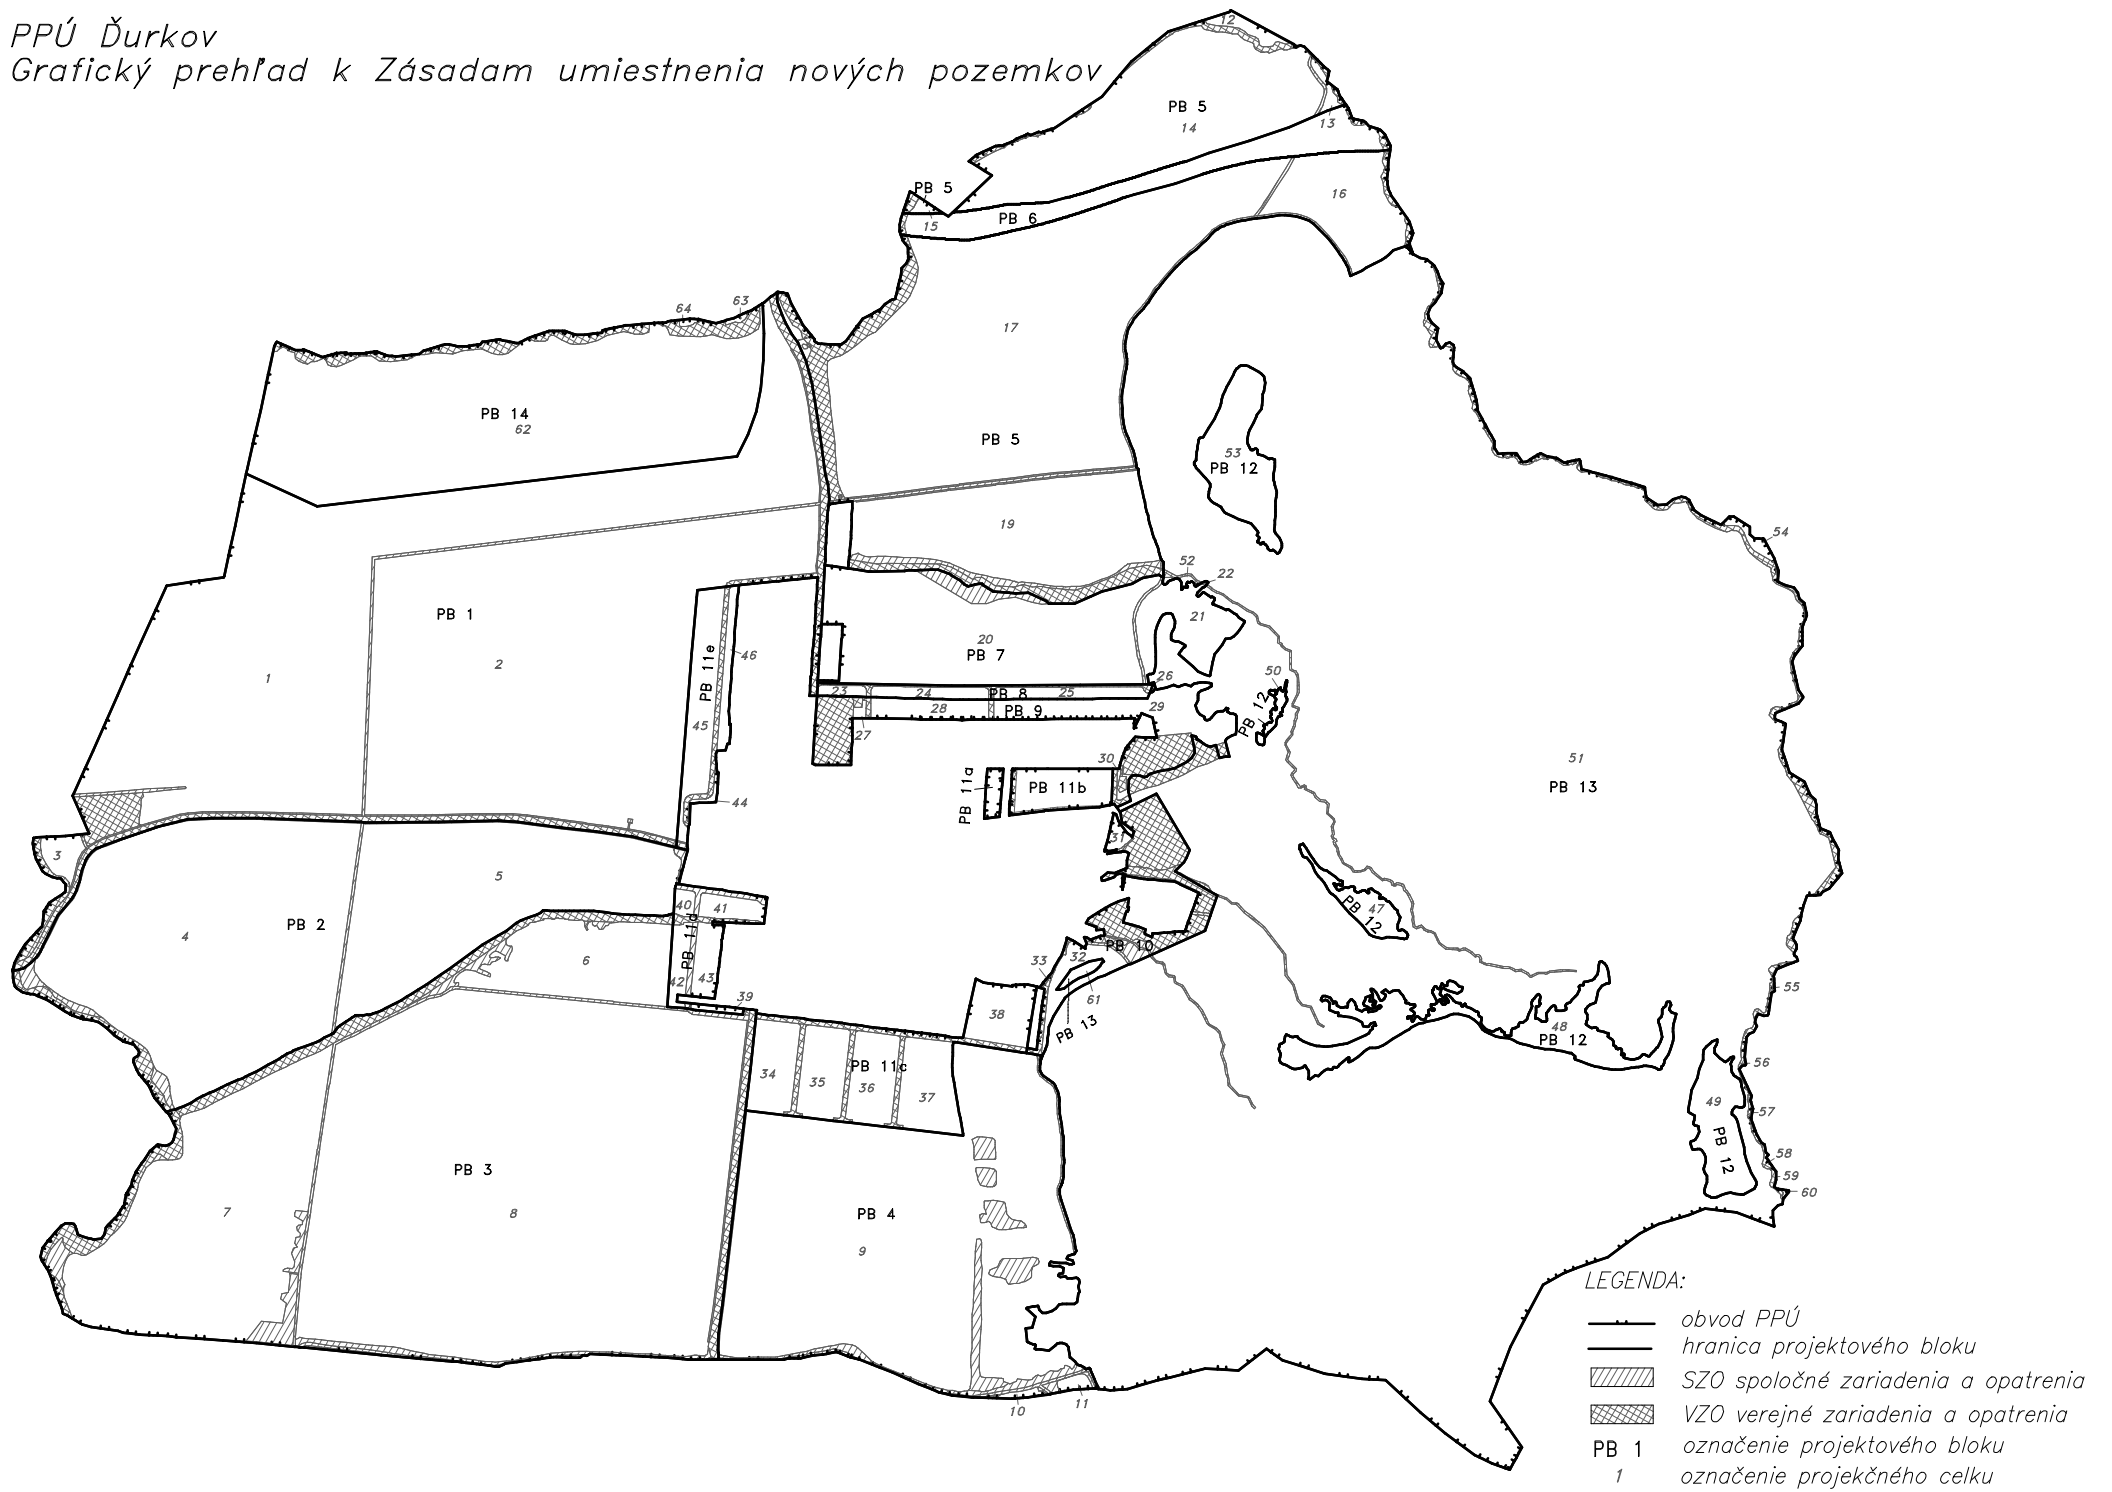 PPÚ Ďurkov
Grafický prehľad k Zásadam umiestnenia nových pozemkov
12
PB 5
14
13
PB 5
16
15
PB 6
17
64
63
PB 14
62
PB 5
53
PB 12
19
54
52
22
PB 1
21
1
2
PB 11e
46
20
PB 7
45
26
50
23
24
PB 8
25
28
PB 9
29
27
PB 12
30
51
PB 13
44
PB 11a
PB 11b
31
3
5
40
41
47
PB 12
4
PB 2
PB 11d
PB 10
6
32
33
42
43
61
39
38
PB 13
55
48
PB 12
56
34
35
PB 11c
36
37
49
57
PB 12
58
59
60
PB 3
7
8
PB 4
9
10
11
LEGENDA:
obvod PPÚ
hranica projektového bloku
SZO spoločné zariadenia a opatrenia
VZO verejné zariadenia a opatrenia
PB 1 označenie projektového bloku
1 označenie projekčného celku